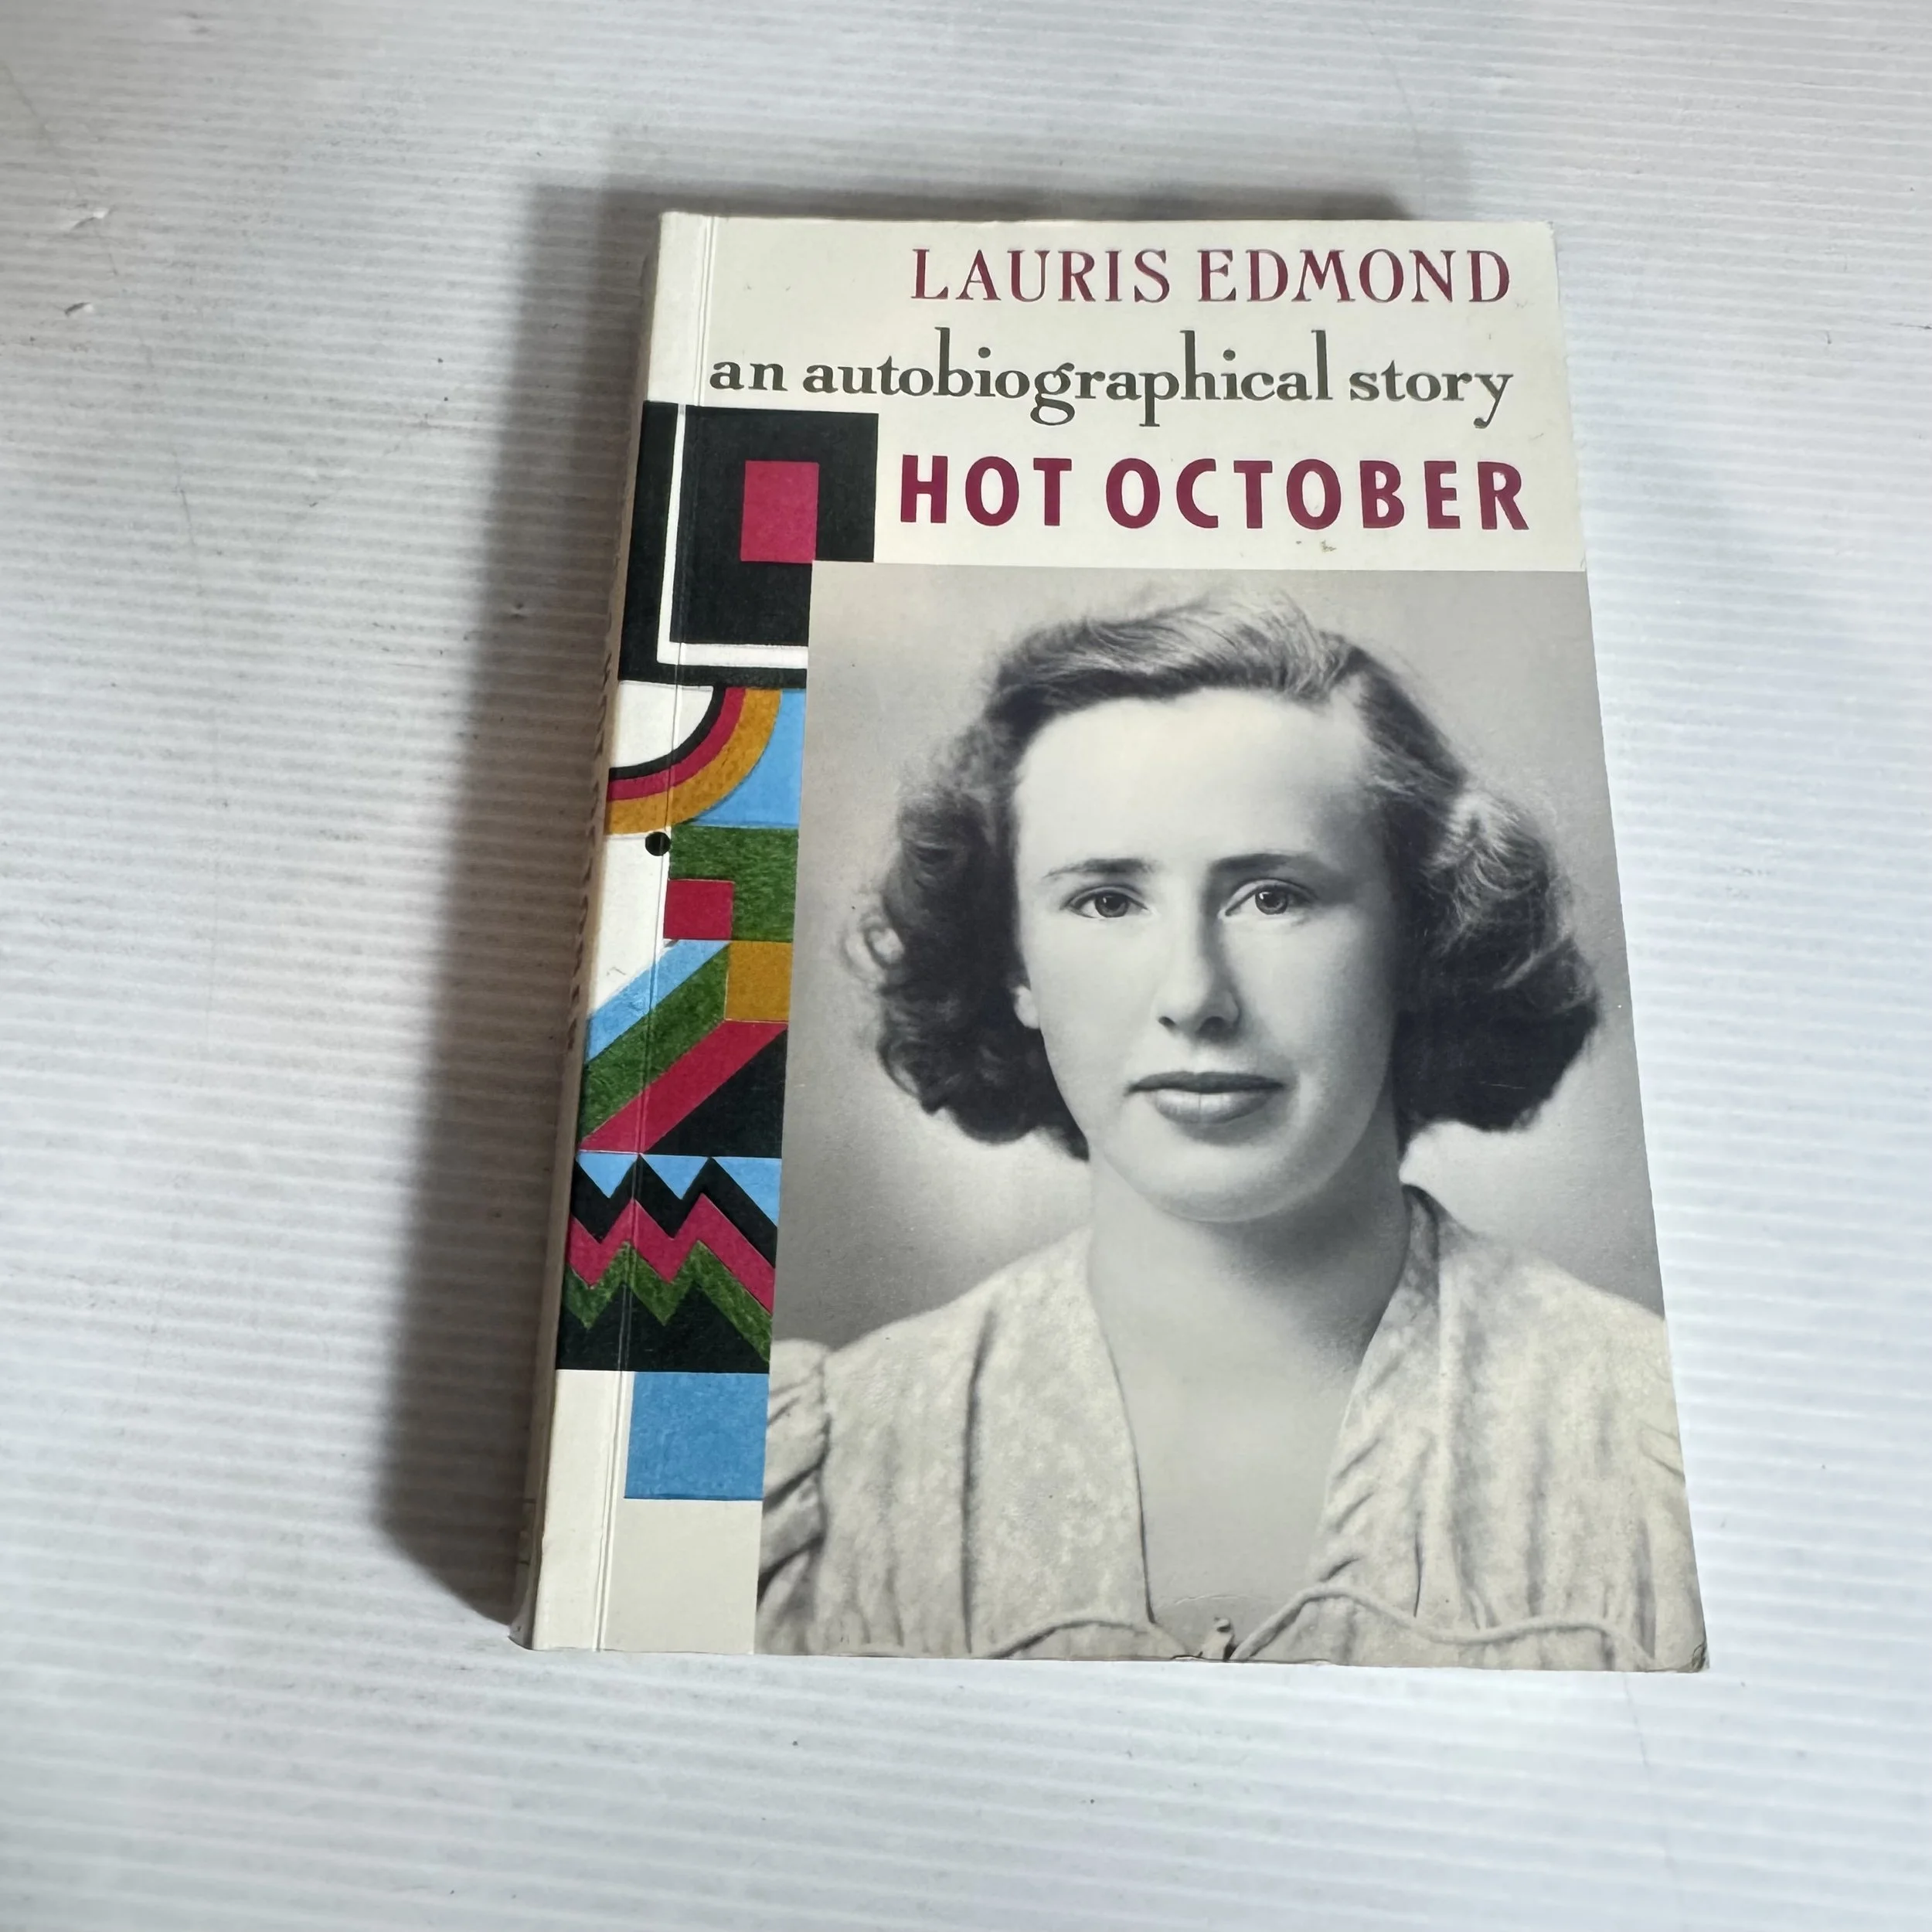 LAURIS EDMOND
an autobiographical story
HOT OCTOBER